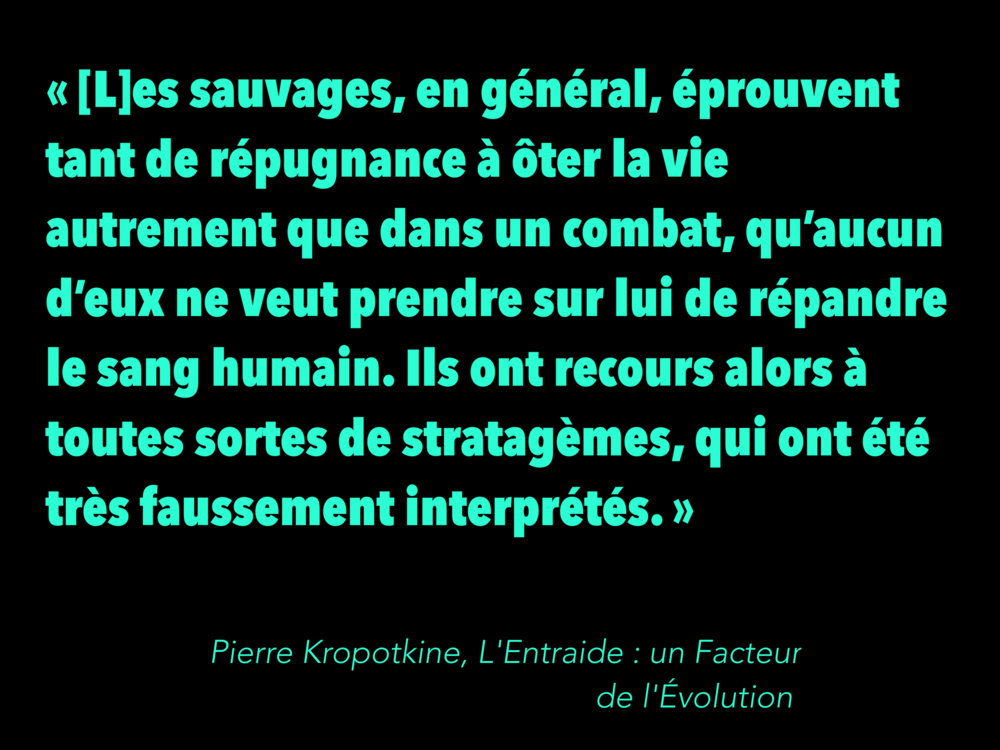 « [L]es sauvages, en général, éprouvent
tant de répugnance à ôter la vie
autrement que dans un combat, qu’aucun
d’eux ne veut prendre sur lui de répandre
le sang humain. Ils ont recours alors à
toutes sortes de stratagèmes, qui ont été
très faussement interprétés. »
Pierre Kropotkine, L'Entraide : un Facteur
de l'Évolution